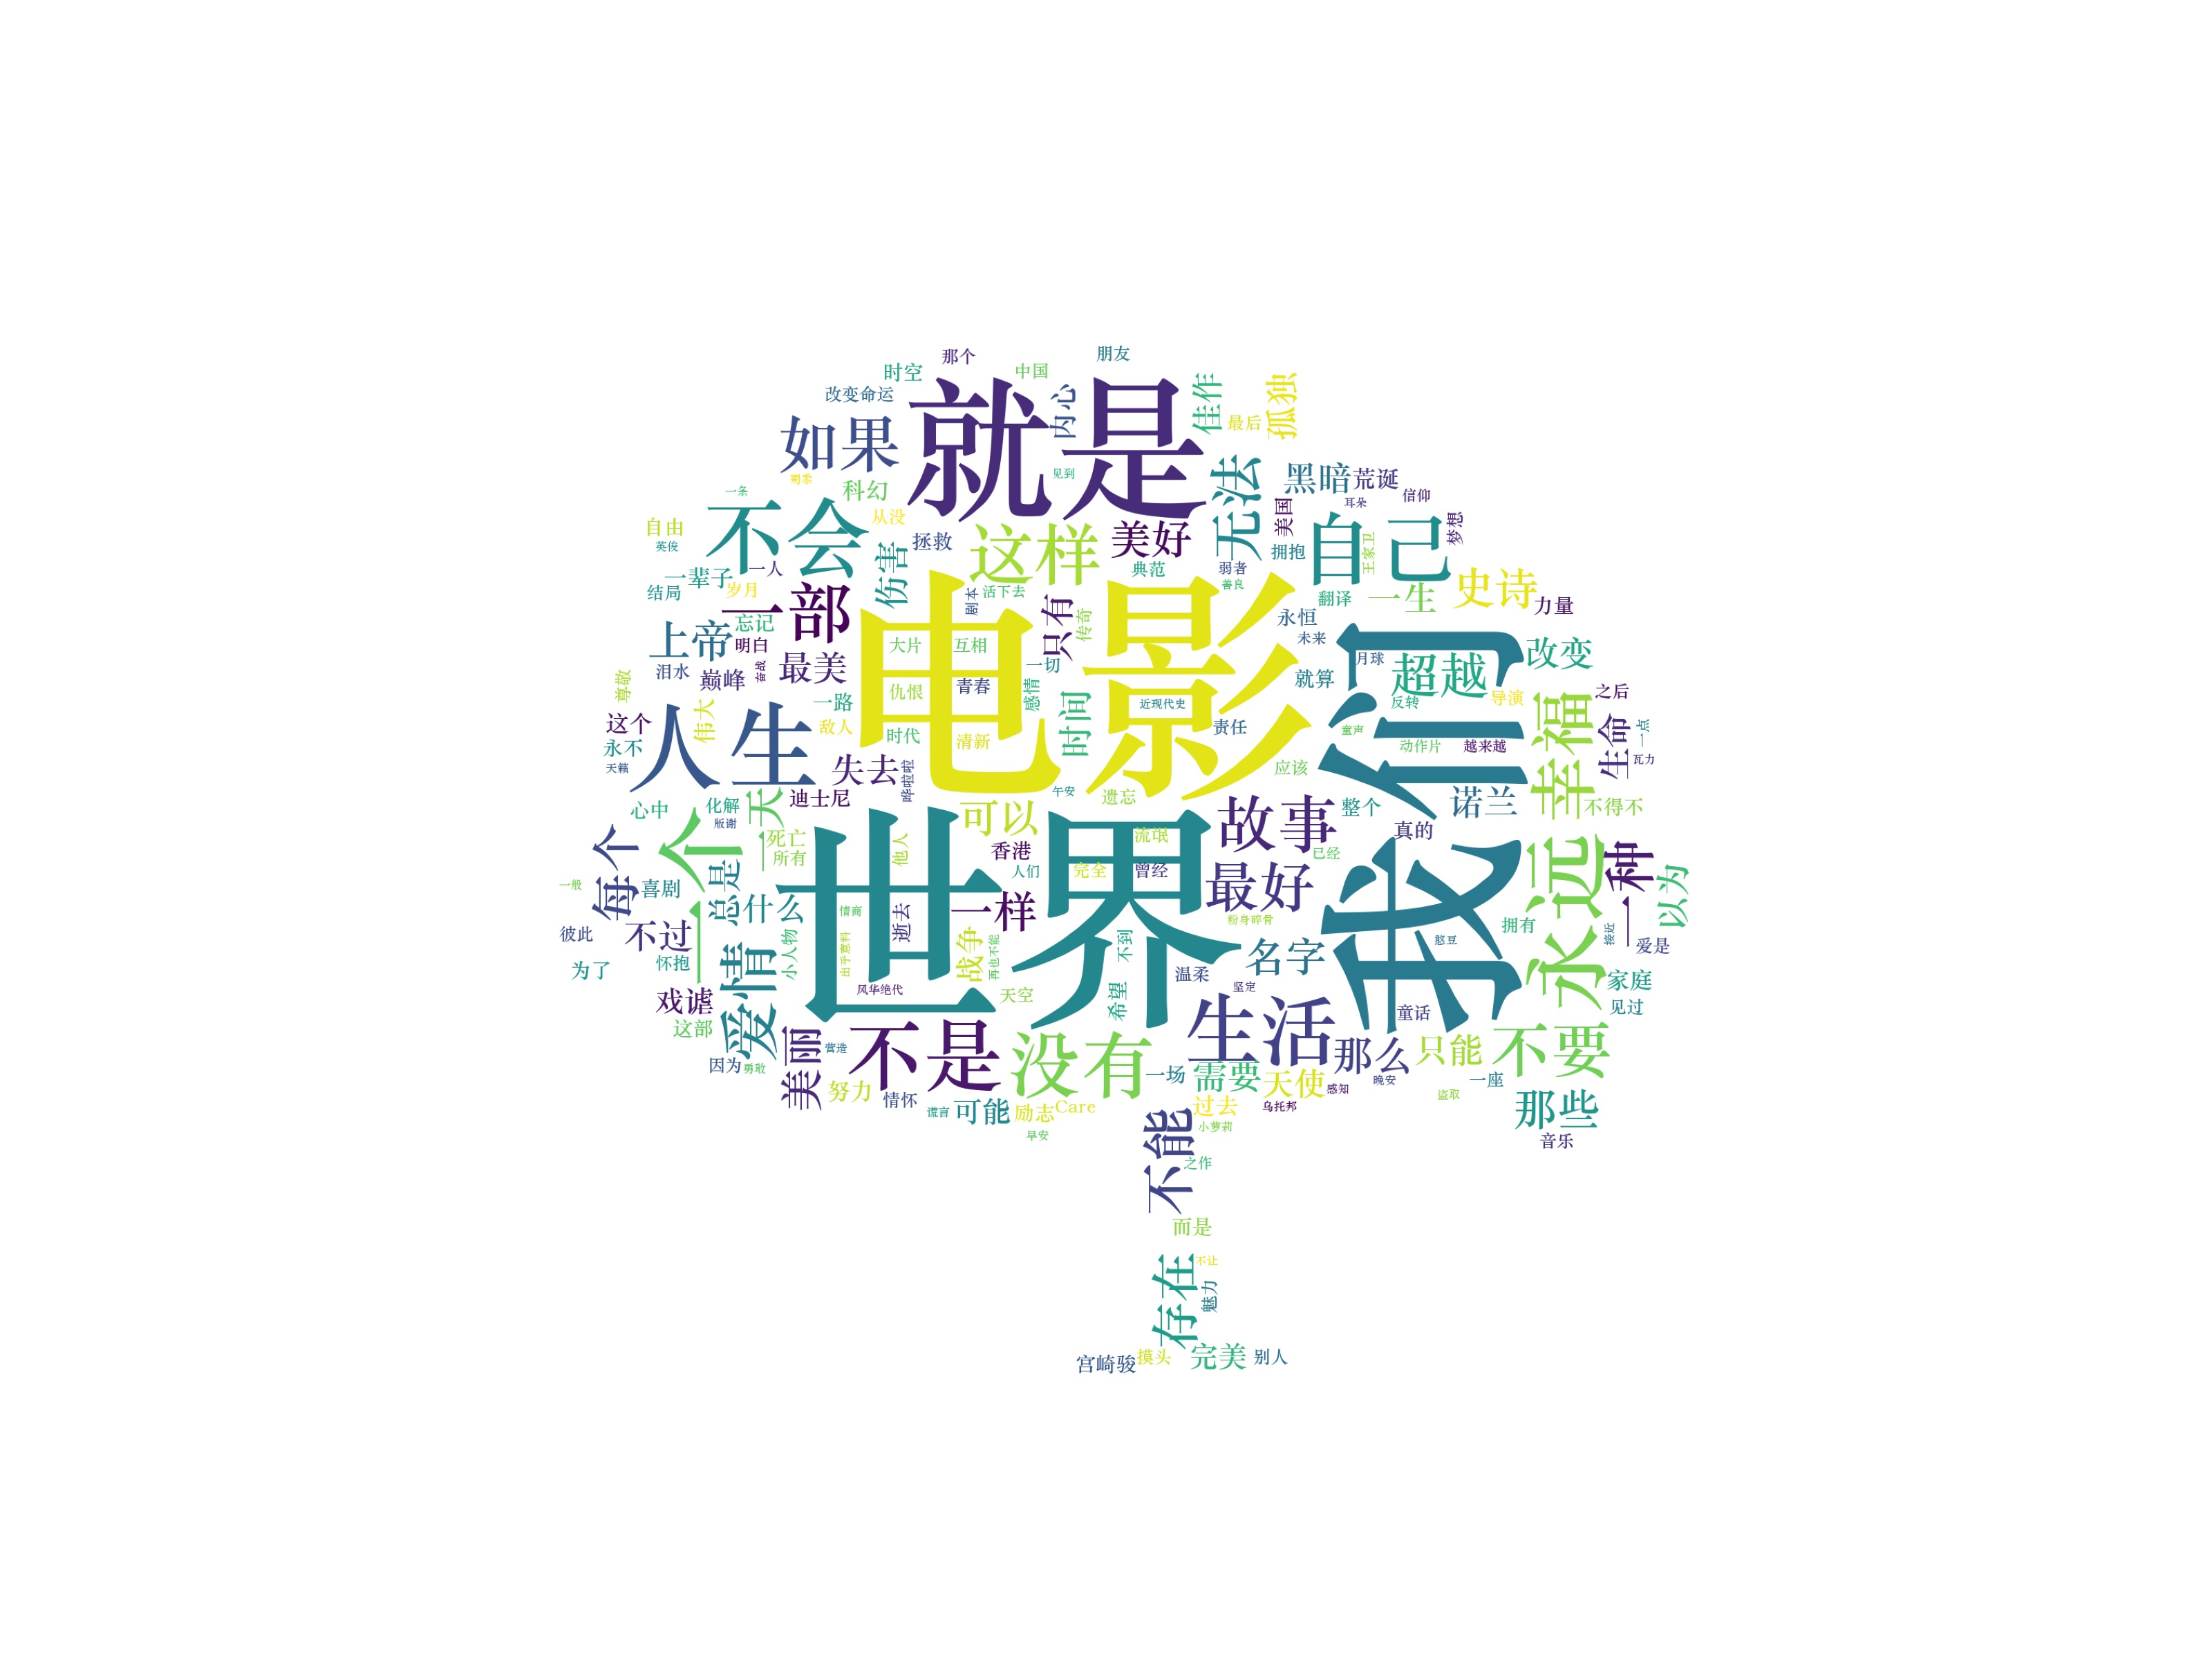 那个
朋友
时空
中国
改变命运
就是
内心
佳作
孤独
最后
如果
见到
无法
黑暗
荒诞
科幻
一条
信仰
耳朵
美国
不会
从没
自由
英俊
拯救
这样
美好
自己
梦想
拥抱
王家卫
伤害
一辈子
一人
典范
弱者
善良
结局
岁月
活下去
剧本
翻译
一生
史诗
力量
一部
忘记
只有
传奇
永恒
未来
我们
上帝
明白
电影
大片
互相
一切
月球
超越
改变
泪水
巅峰
奋战
最美
就算
尊敬
仇恨
青春
感情
近现代史
反转
导演
之后
一路
伟大
这个
敌人
时代
清新
时间
责任
童声
幸福
生命
一点
永不
人生
动作片
越来越
瓦力
天籁
失去
哗啦啦
应该
迪士尼
午安
遗忘
诺兰
不得不
心中
化解
一天
可以
故事
整个
版谢
死亡
世界
流氓
真的
每个
一个
所有
他人
香港
已经
永远
一种
一般
喜剧
总是
人们
完全
曾经
最好
以为
什么
情商
逝去
一样
粉身碎骨
拥有
接近
彼此
不过
小人物
出乎意料
战争
再也不能
不到
名字
憨豆
爱是
为了
怀抱
爱情
温柔
家庭
风华绝代
天空
希望
坚定
戏谑
见过
这部
美丽
营造
不是
没有
生活
童话
那么
只能
不要
因为
勇敢
一场
需要
天使
感知
晚安
一座
努力
情怀
谎言
可能
励志
Care
过去
乌托邦
盗取
那些
早安
不能
小萝莉
音乐
之作
而是
存在
不让
魅力
宫崎骏
摸头
完美
别人